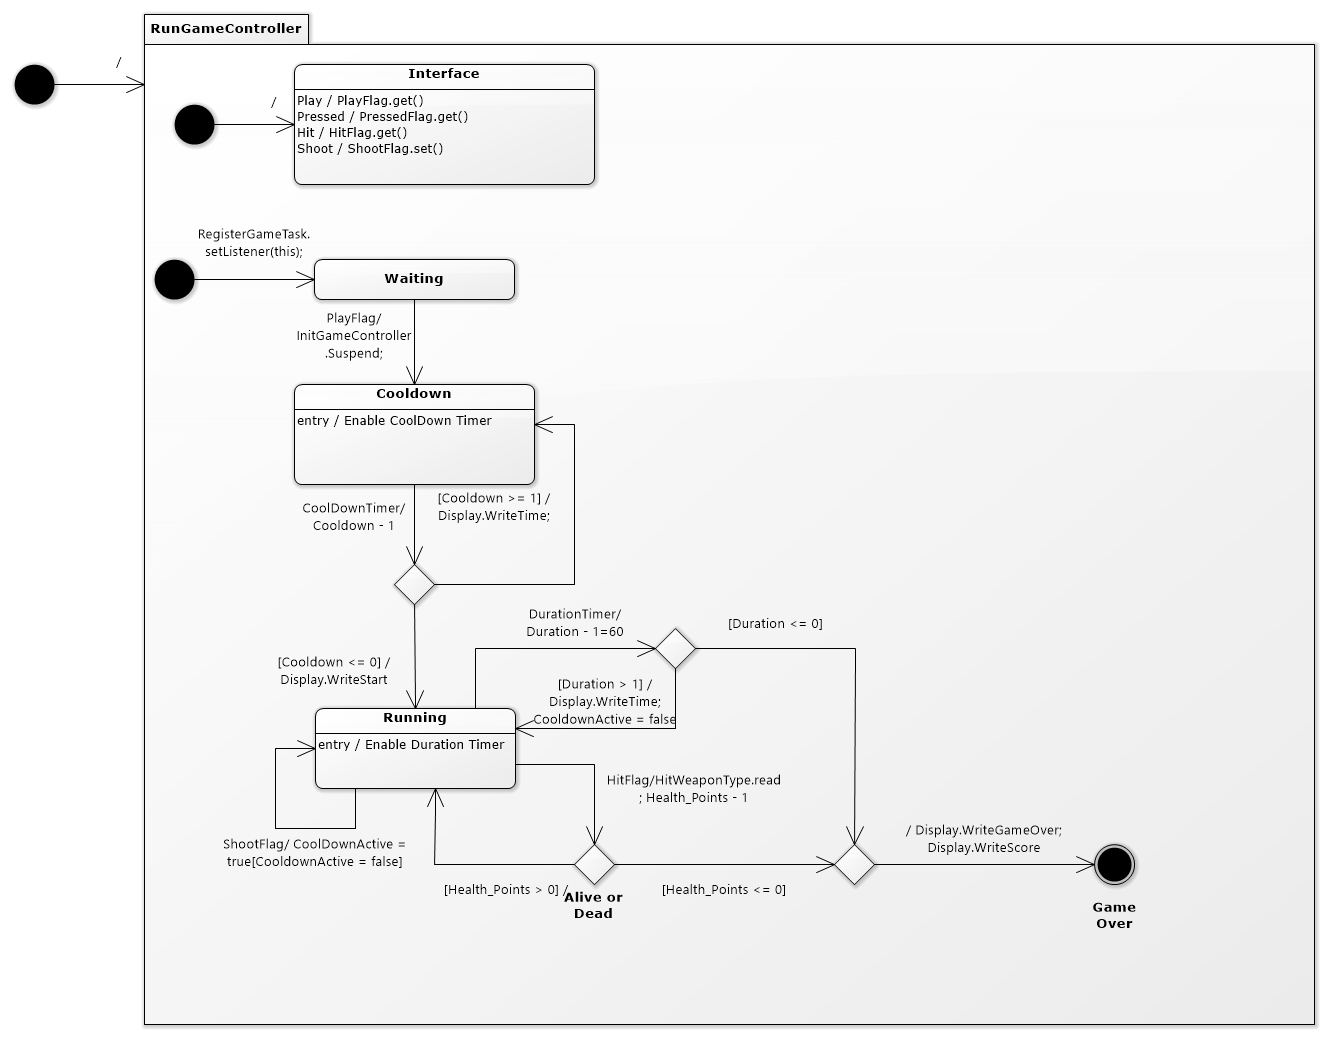 RunGameController
/
Interface
/
Play / PlayFlag.get()
Pressed / PressedFlag.get()
Hit / HitFlag.get()
Shoot / ShootFlag.set()
RegisterGameTask.
setListener(this);
Waiting
PlayFlag/
InitGameController
.Suspend;
Cooldown
entry / Enable CoolDown Timer
CoolDownTimer/
Cooldown - 1
[Cooldown >= 1] /
Display.WriteTime;
DurationTimer/
Duration - 1=60
[Duration <= 0]
[Cooldown <= 0] /
Display.WriteStart
[Duration > 1] /
Display.WriteTime;
CooldownActive = false
Running
entry / Enable Duration Timer
HitFlag/HitWeaponType.read
; Health_Points - 1
ShootFlag/ CoolDownActive =
true[CooldownActive = false]
/ Display.WriteGameOver;
Display.WriteScore
[Health_Points > 0] /
[Health_Points <= 0]
Alive or
Dead
Game
Over